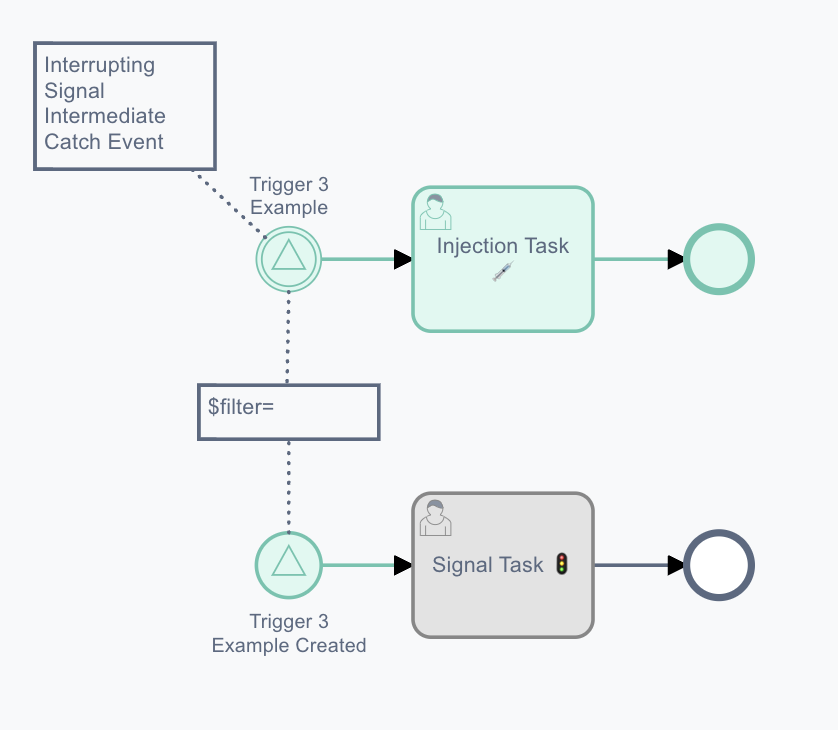 Interrupting
Signal
Intermediate
Catch Event
Trigger 3
Example
Injection Task
💉
$filter=
Signal Task 🚦
Trigger 3
Example Created